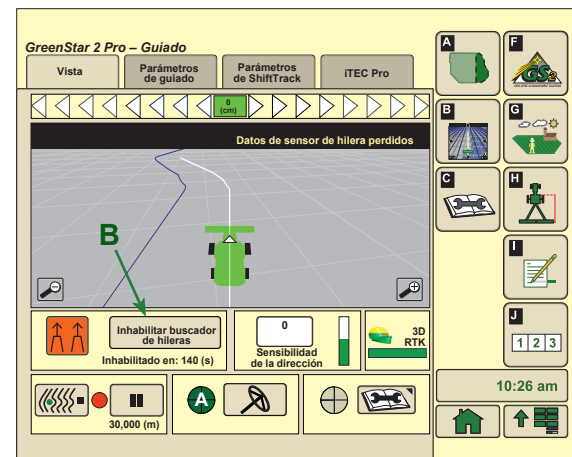 GreenStar 2 Pro – Guiado
Vista
Parámetros
de guiado
Parámetros
de ShiftTrack
iTEC Pro
0
(cm)
Datos de sensor de hilera perdidos
B
Inhabilitar buscador
de hileras
Inhabilitado en: 140 (s)
0
Sensibilidad
de la dirección
3D
RTK
30,000 (m)
A
A
F
GS2
B
G
C
H
I
J
1 2 3
10:26 am